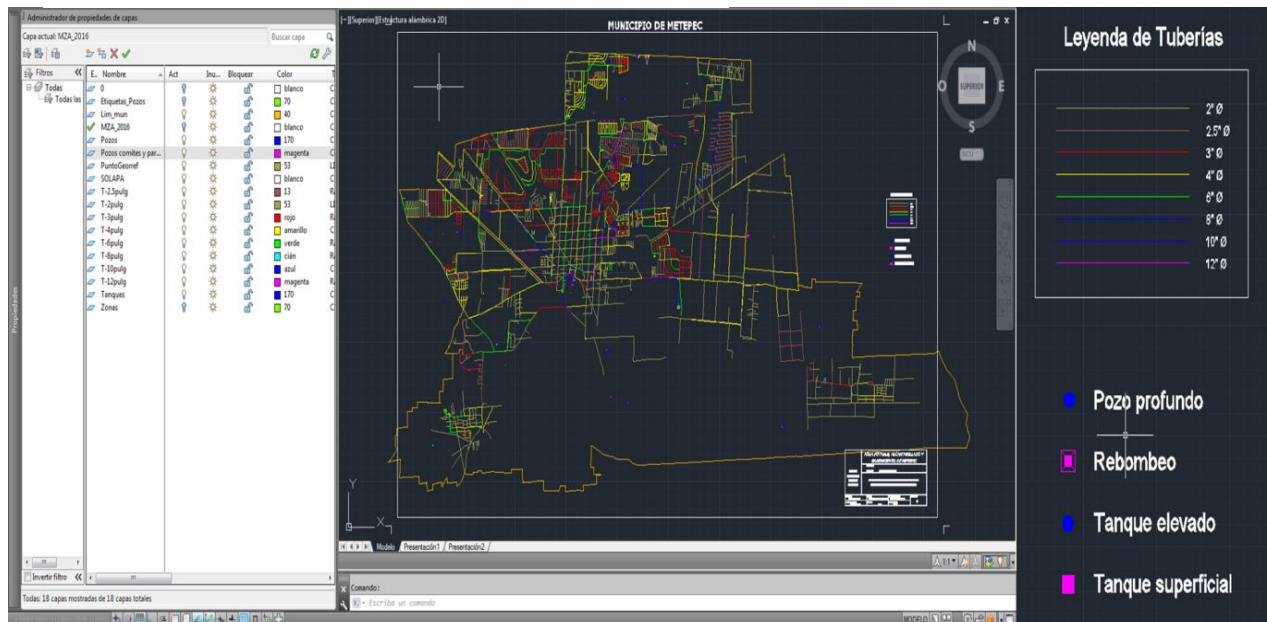 Administrador de propiedades de capas
Capa actual: MZA_2016
Buscar capa
Filtros
Todas
Todas las
E.. Nombre Act Inu... Bloquear Color
0 blanco
Etiquetas_Pozos 70
Lim_mun 40
MZA_2016 blanco
Pozos 170
Pozos comites y par... magenta
PuntoGeorref 53
SOLAPA blanco
T-2.5pulg 13
T-2pulg 53
T-3pulg rojo
T-4pulg amarillo
T-6pulg verde
T-8pulg cián
T-10pulg azul
T-12pulg magenta
Tanques 170
Zonas 70
Invertir filtro
Todas: 18 capas mostradas de 18 capas totales
Propiedades
[−][Superior][Estructura alámbrica 2D]
MUNICIPIO DE METEPEC
N
O SUPERIOR E
S
SCU
Y
X
Modelo Presentación1 Presentación2
1:1
Comando:
Escriba un comando
MODELO
Leyenda de Tuberías
2" Ø
2.5" Ø
3" Ø
4" Ø
6" Ø
8" Ø
10" Ø
12" Ø
Pozo profundo
Rebombeo
Tanque elevado
Tanque superficial